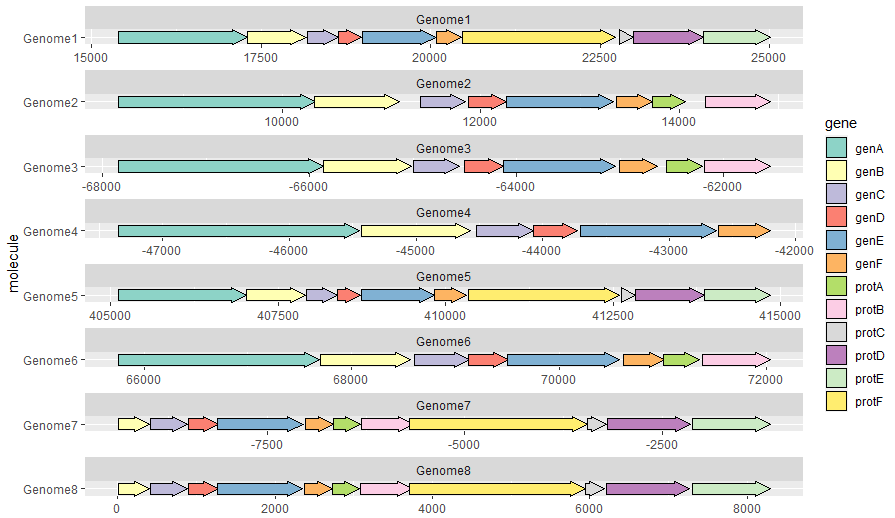 Genome1
Genome1
15000 17500 20000 22500 25000
Genome2
Genome2
10000 12000 14000
Genome3
Genome3
-68000 -66000 -64000 -62000
Genome4
Genome4
-47000 -46000 -45000 -44000 -43000 -42000
Genome5
Genome5
405000 407500 410000 412500 415000
Genome6
Genome6
66000 68000 70000 72000
Genome7
Genome7
-7500 -5000 -2500
Genome8
Genome8
0 2000 4000 6000 8000
molecule
gene
genA
genB
genC
genD
genE
genF
protA
protB
protC
protD
protE
protF